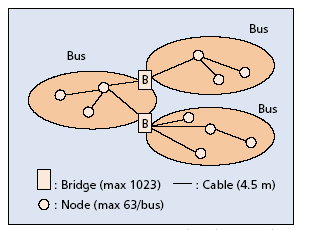 Bus
Bus
B
B
Bus
: Bridge (max 1023)
: Cable (4.5 m)
: Node (max 63/bus)